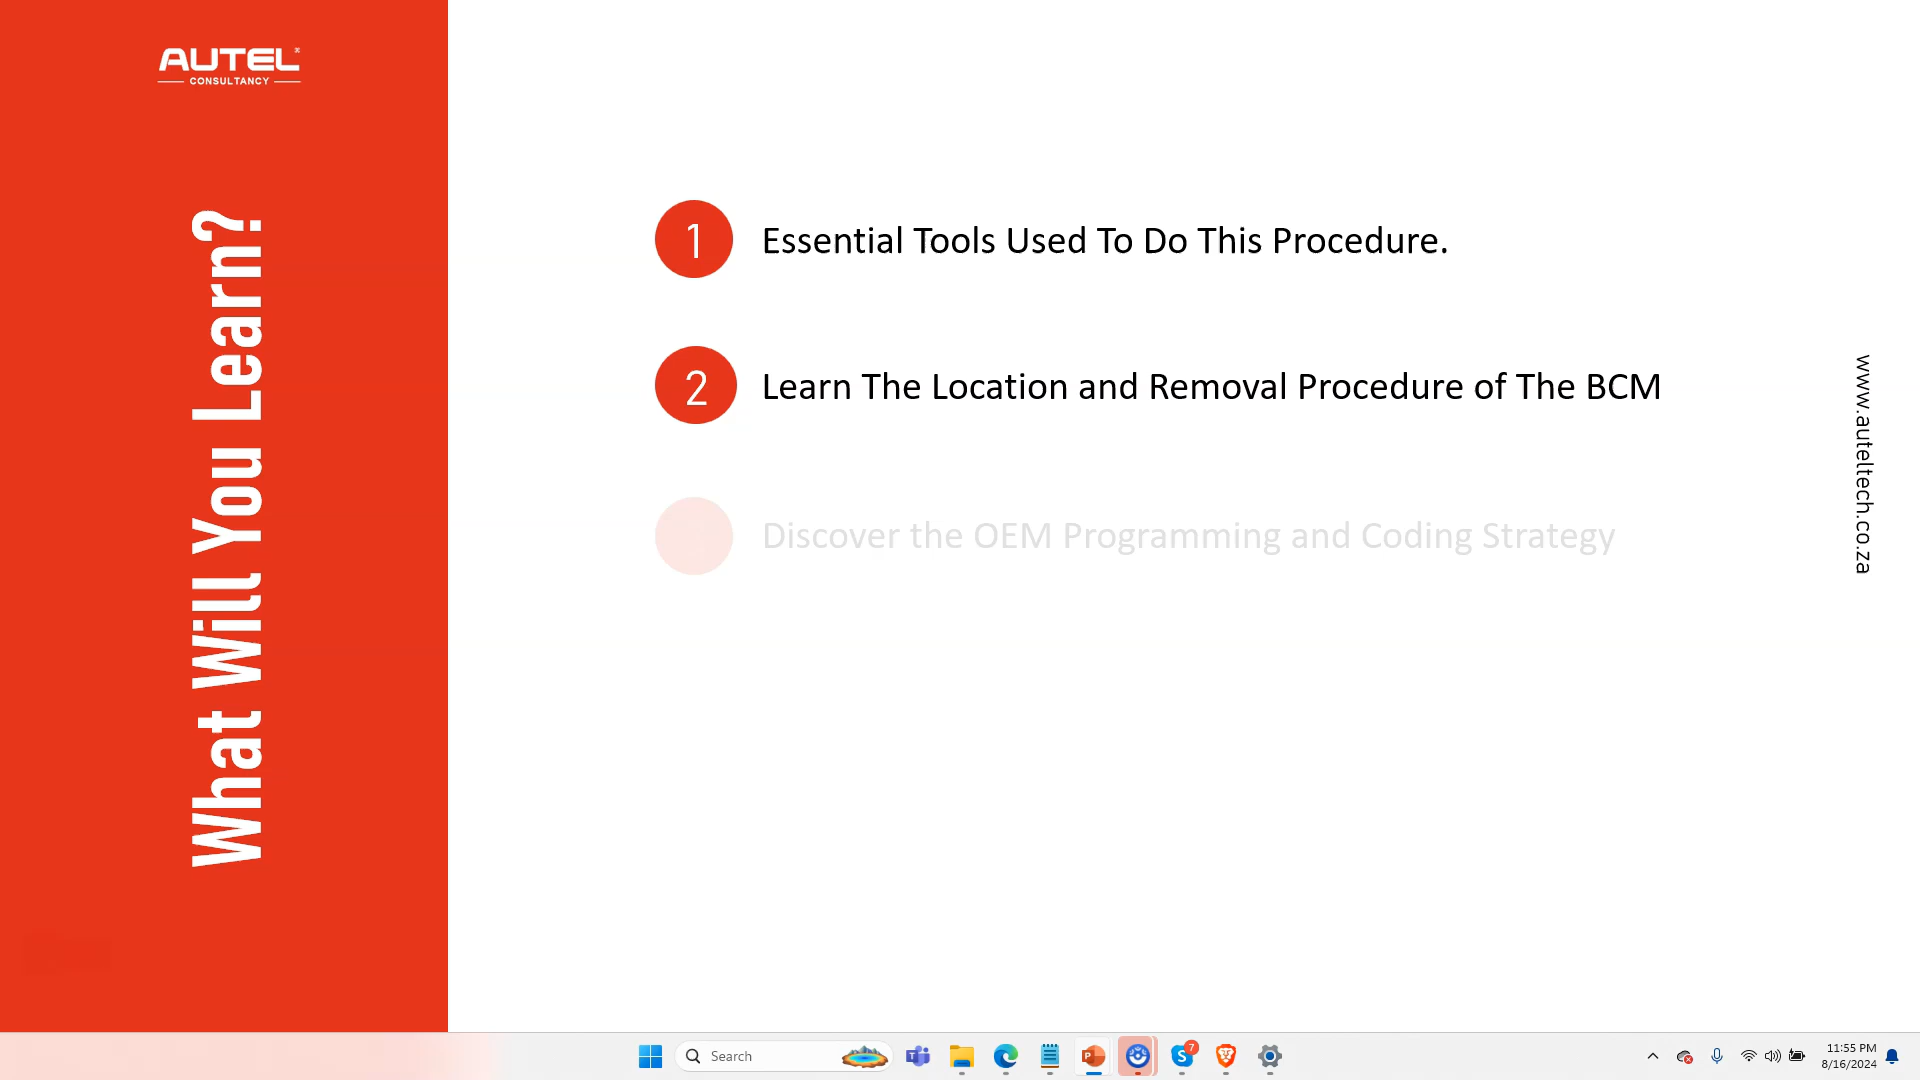 AUTEL®
CONSULTANCY
What Will You Learn?
1 Essential Tools Used To Do This Procedure.
2 Learn The Location and Removal Procedure of The BCM
Discover the OEM Programming and Coding Strategy
www.auteltech.co.za
Search
7
11:55 PM
8/16/2024